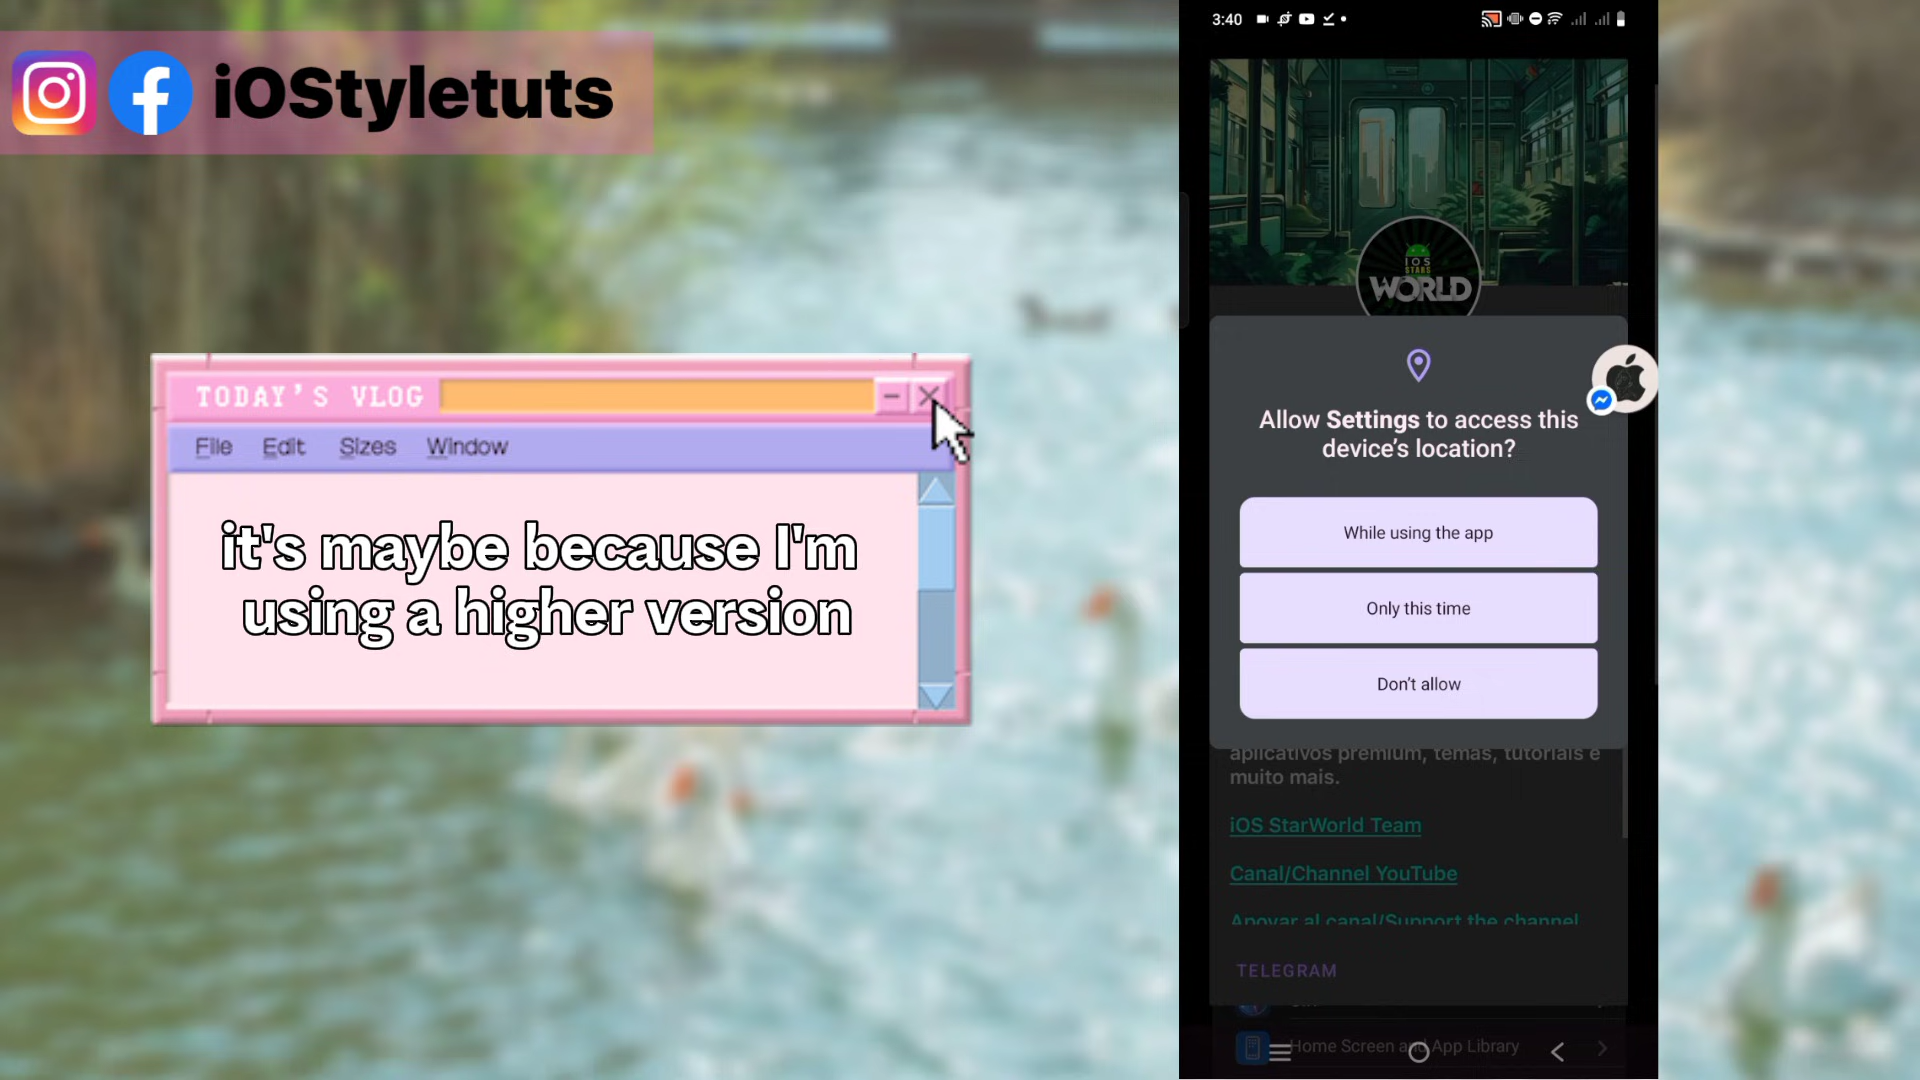 iOStyletuts
TODAY'S VLOG
File Edit Sizes Window
it's maybe because I'm
using a higher version
3:40
IOS
STARS
WORLD
Allow Settings to access this
device's location?
While using the app
Only this time
Don't allow
aplicativos premium, temas, tutoriais e
muito mais.
iOS StarWorld Team
Canal/Channel YouTube
Apoyar al canal/Support the channel
TELEGRAM
Home Screen and App Library